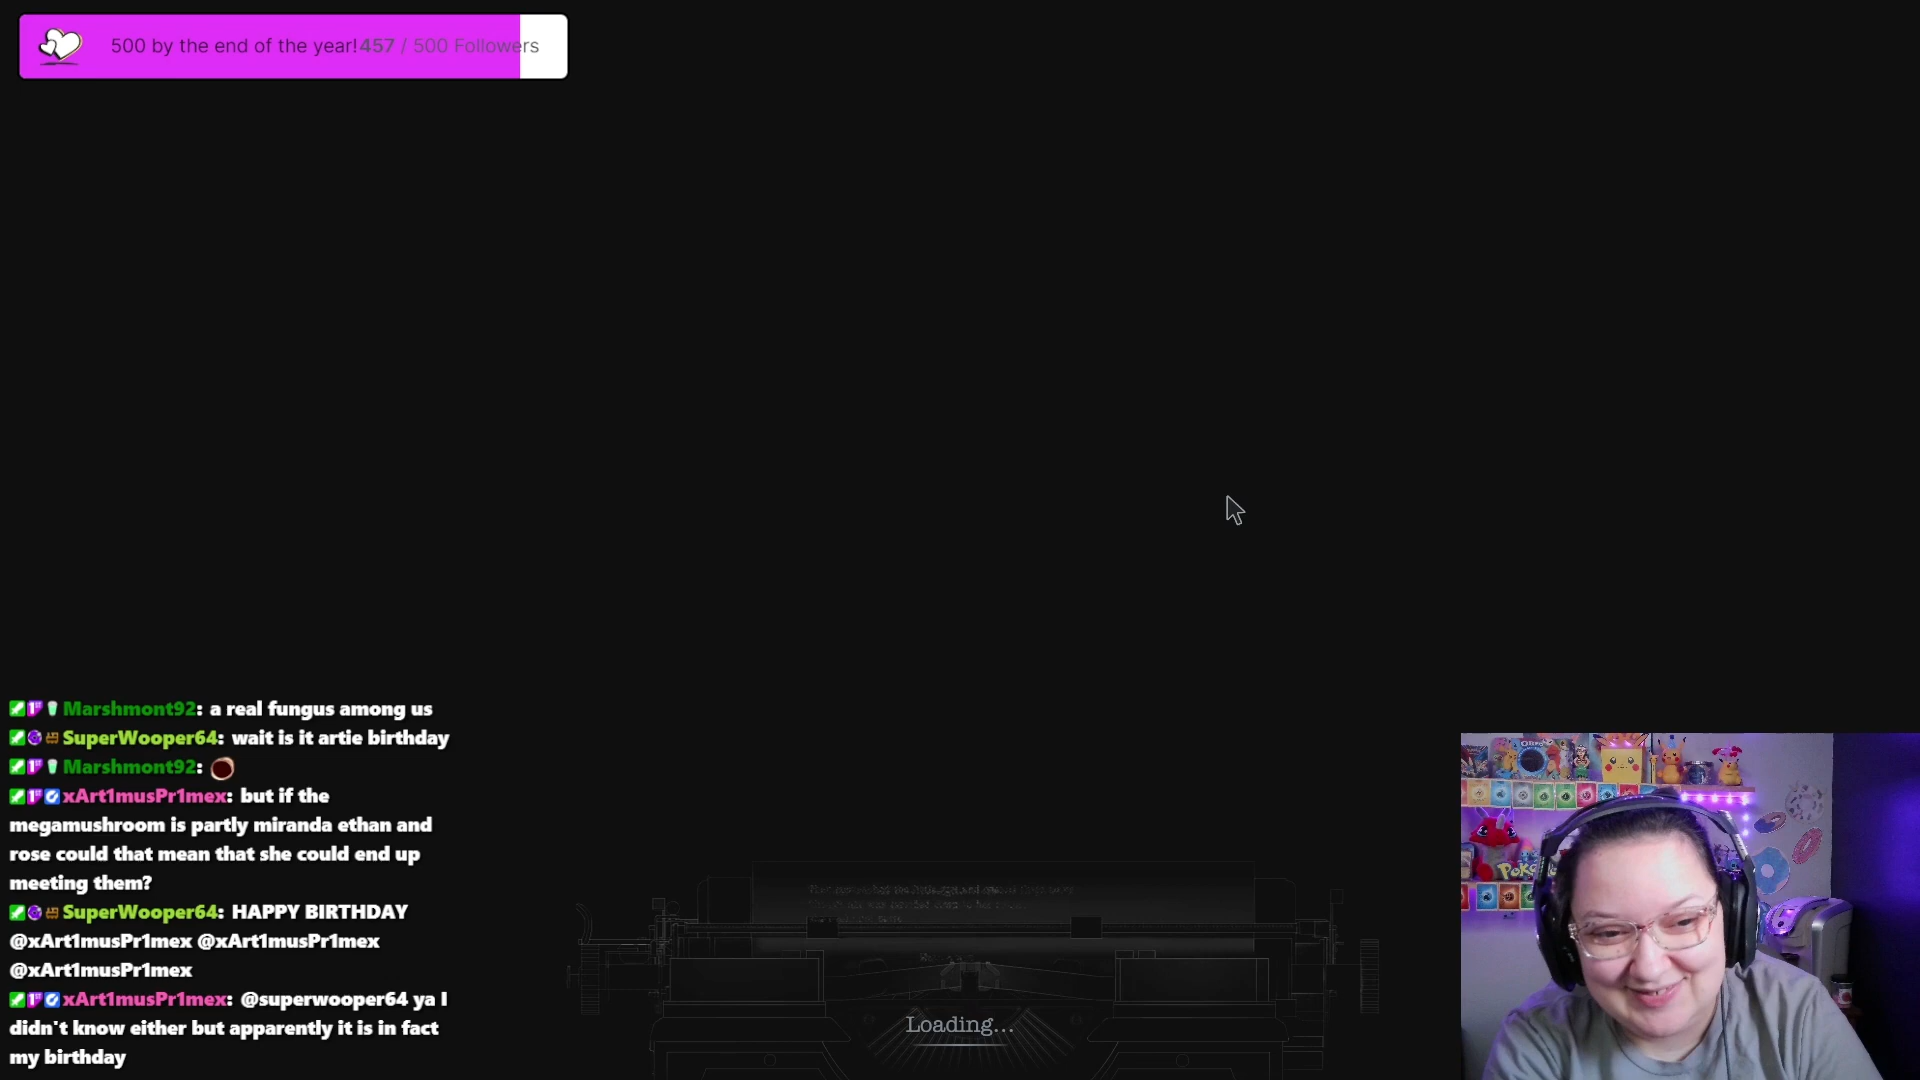 500 by the end of the year!457 / 500 Followers
Marshmont92: a real fungus among us
SuperWooper64: wait is it artie birthday
Marshmont92:
xArt1musPr1mex: but if the
megamushroom is partly miranda ethan and
rose could that mean that she could end up
meeting them?
SuperWooper64: HAPPY BIRTHDAY
@xArt1musPr1mex @xArt1musPr1mex
@xArt1musPr1mex
xArt1musPr1mex: @superwooper64 ya I
didn't know either but apparently it is in fact
my birthday
Loading...